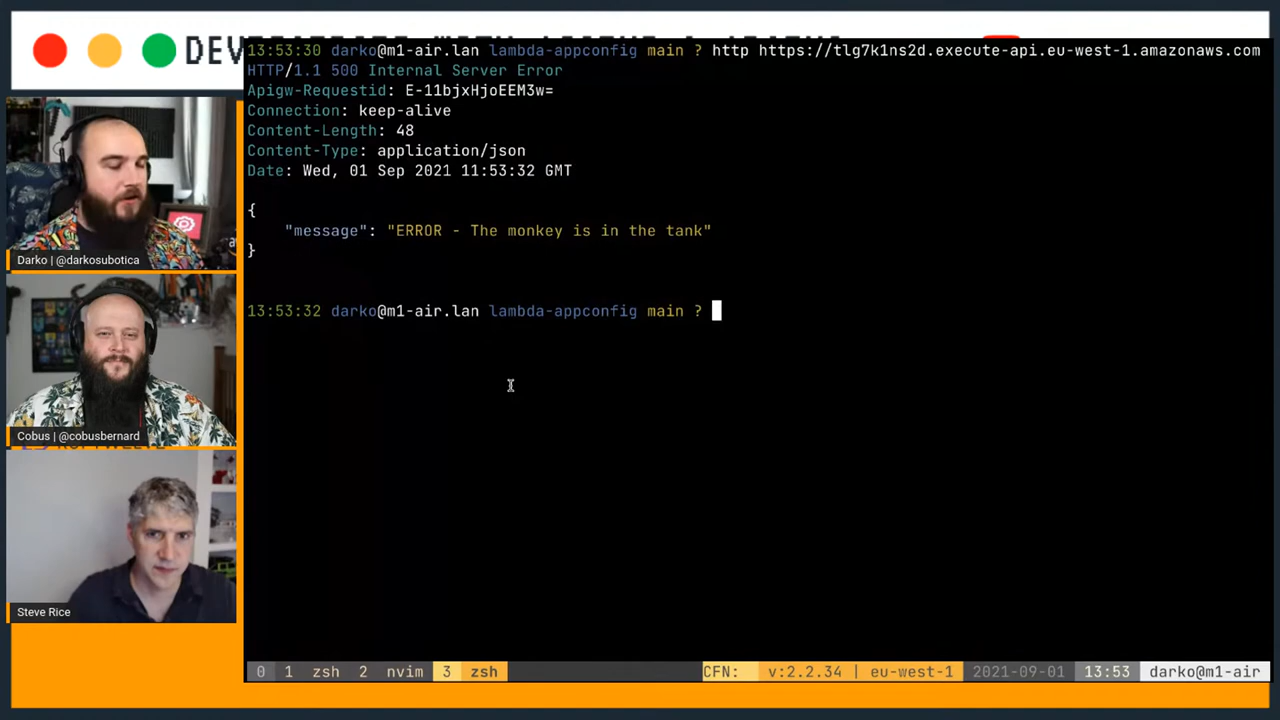 13:53:30 darko@m1-air.lan lambda-appconfig main ? http https://tlg7k1ns2d.execute-api.eu-west-1.amazonaws.com
HTTP/1.1 500 Internal Server Error
Apigw-Requestid: E-11bjxHjoEEM3w=
Connection: keep-alive
Content-Length: 48
Content-Type: application/json
Date: Wed, 01 Sep 2021 11:53:32 GMT
{
"message": "ERROR - The monkey is in the tank"
}
13:53:32 darko@m1-air.lan lambda-appconfig main ?
Darko | @darkosubotica
Cobus | @cobusbernard
Steve Rice
0 1 zsh 2 nvim 3 zsh CFN: v:2.2.34 | eu-west-1 2021-09-01 13:53 darko@m1-air